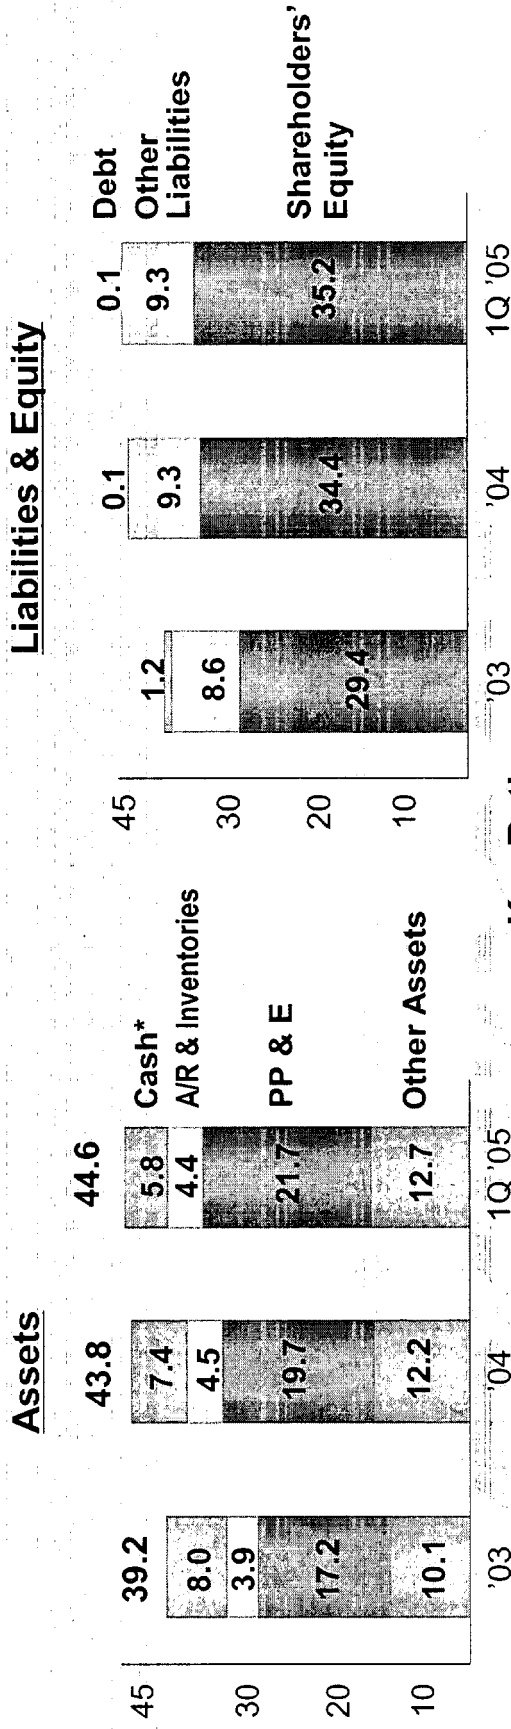 Assets
39.2
43.8
44.6
8.0
7.4
5.8
Cash*
3.9
4.5
4.4
A/R & Inventories
17.2
19.7
21.7
PP & E
10.1
12.2
12.7
Other Assets
45
30
20
10
'03
'04
1Q '05
Liabilities & Equity
1.2
0.1
0.1
Debt
8.6
9.3
9.3
Other
Liabilities
29.4
34.4
35.2
Shareholders'
Equity
45
30
20
10
'03
'04
1Q '05